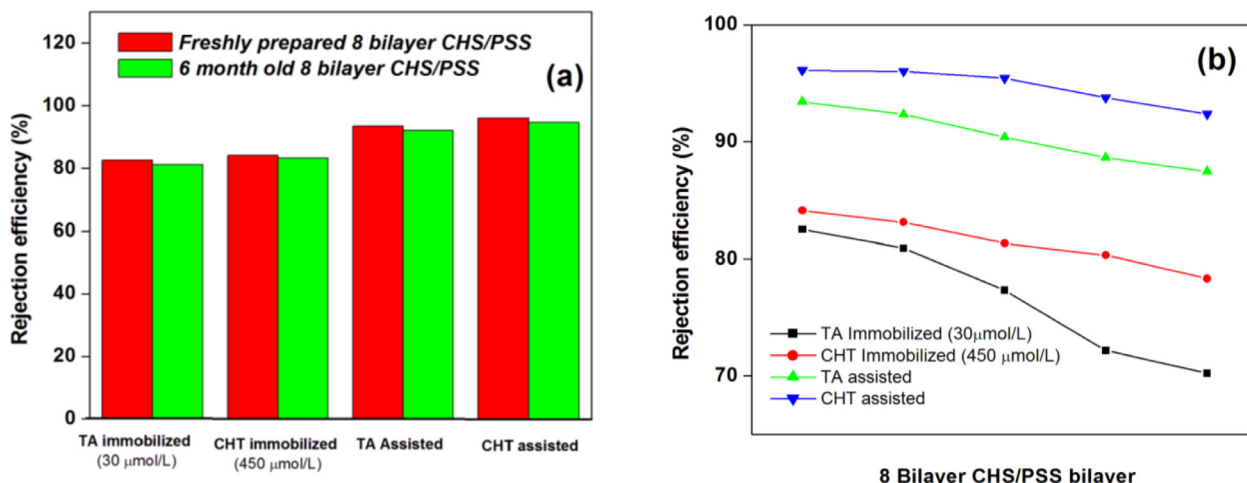 Rejection efficiency (%)
120
100
80
60
40
20
0
Freshly prepared 8 bilayer CHS/PSS
6 month old 8 bilayer CHS/PSS
(a)
TA immobilized
(30 μmol/L)
CHT immobilized
(450 μmol/L)
TA Assisted
CHT assisted
Rejection efficiency (%)
100
90
80
70
(b)
TA Immobilized (30μmol/L)
CHT Immobilized (450 μmol/L)
TA assisted
CHT assisted
8 Bilayer CHS/PSS bilayer